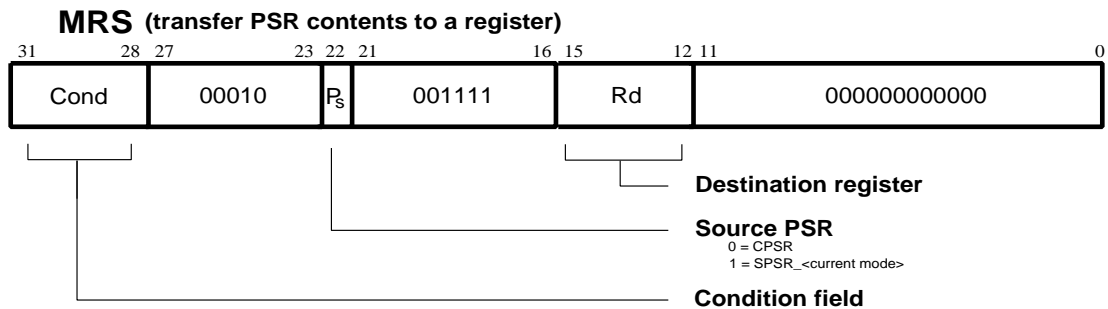 MRS (transfer PSR contents to a register)
31 28 27 23 22 21 16 15 12 11 0
Cond 00010 Ps 001111 Rd 000000000000
Destination register
Source PSR
0 = CPSR
1 = SPSR_<current mode>
Condition field